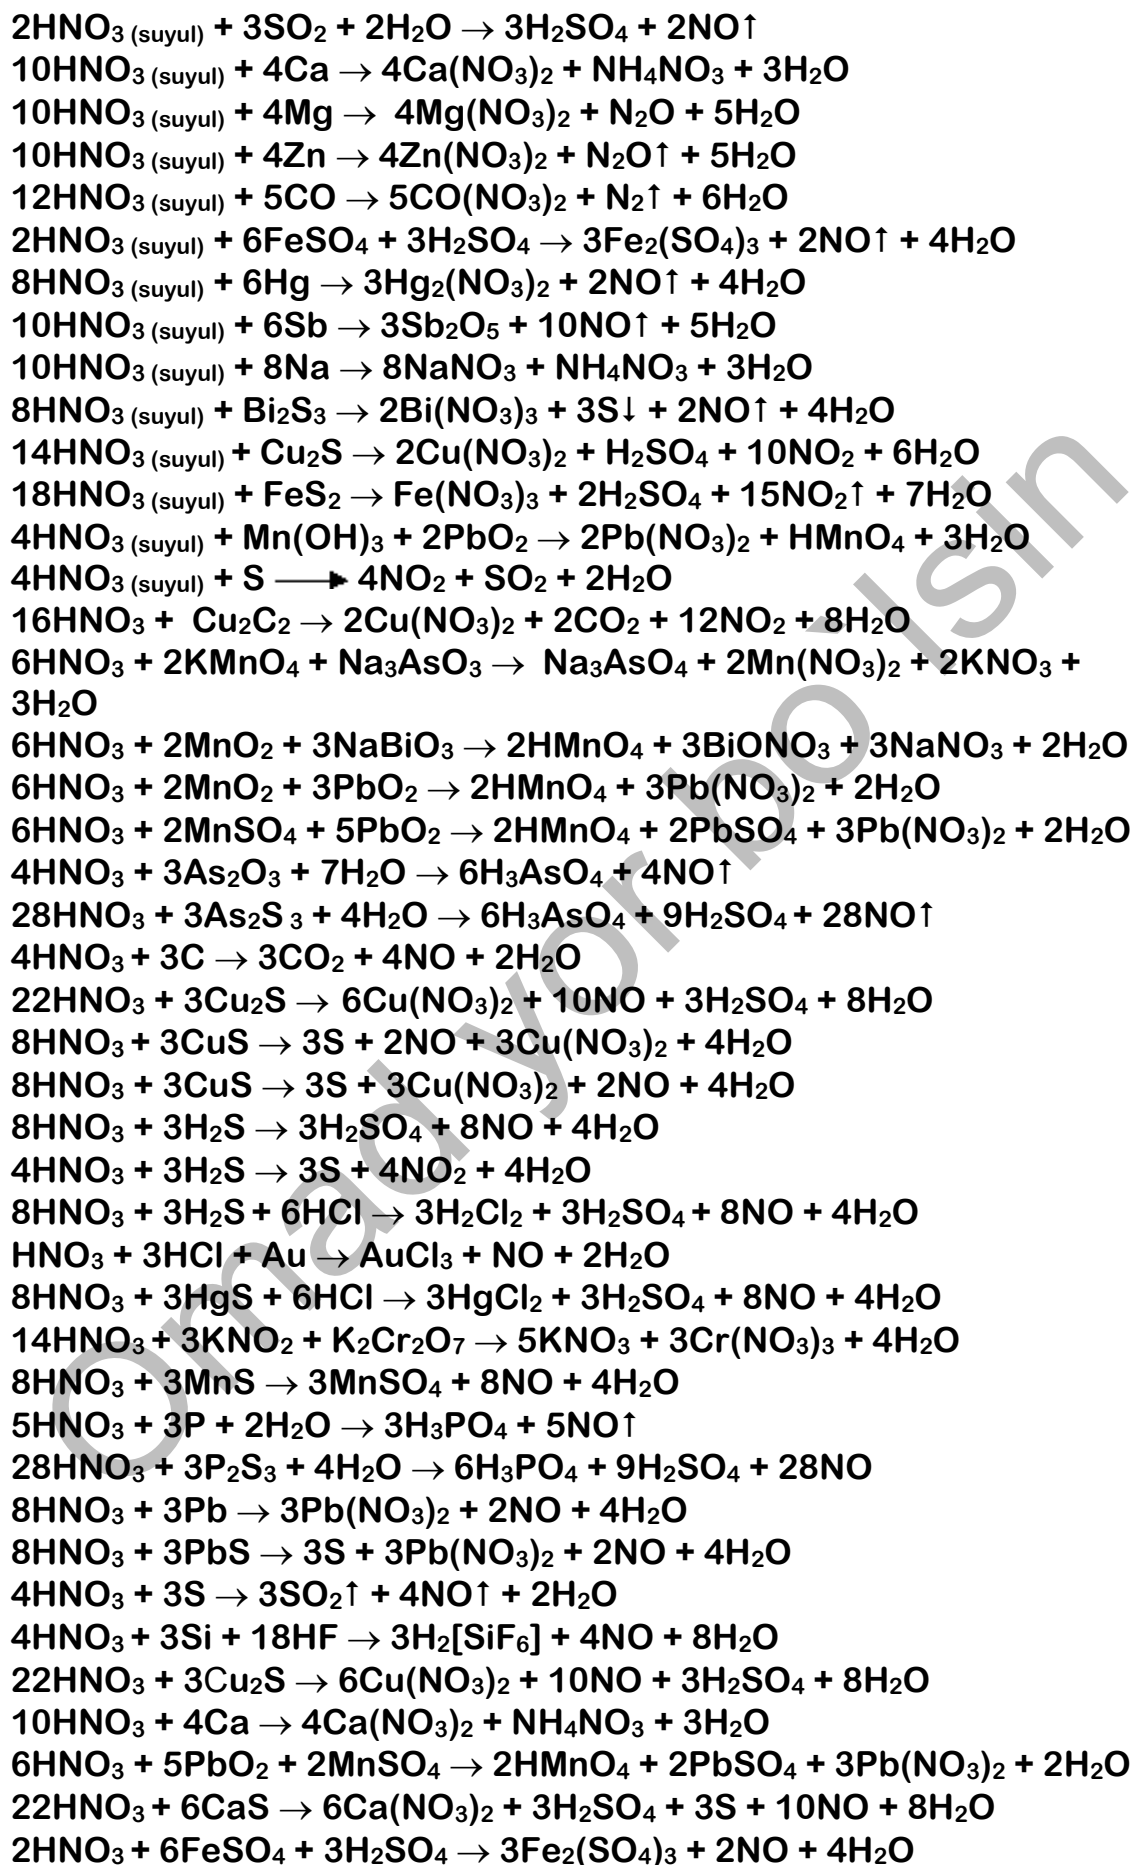 2HNO₃ (suyul) + 3SO₂ + 2H₂O → 3H₂SO₄ + 2NO↑
10HNO₃ (suyul) + 4Ca → 4Ca(NO₃)₂ + NH₄NO₃ + 3H₂O
10HNO₃ (suyul) + 4Mg → 4Mg(NO₃)₂ + N₂O + 5H₂O
10HNO₃ (suyul) + 4Zn → 4Zn(NO₃)₂ + N₂O↑ + 5H₂O
12HNO₃ (suyul) + 5CO → 5CO(NO₃)₂ + N₂↑ + 6H₂O
2HNO₃ (suyul) + 6FeSO₄ + 3H₂SO₄ → 3Fe₂(SO₄)₃ + 2NO↑ + 4H₂O
8HNO₃ (suyul) + 6Hg → 3Hg₂(NO₃)₂ + 2NO↑ + 4H₂O
10HNO₃ (suyul) + 6Sb → 3Sb₂O₅ + 10NO↑ + 5H₂O
10HNO₃ (suyul) + 8Na → 8NaNO₃ + NH₄NO₃ + 3H₂O
8HNO₃ (suyul) + Bi₂S₃ → 2Bi(NO₃)₃ + 3S↓ + 2NO↑ + 4H₂O
14HNO₃ (suyul) + Cu₂S → 2Cu(NO₃)₂ + H₂SO₄ + 10NO₂ + 6H₂O
18HNO₃ (suyul) + FeS₂ → Fe(NO₃)₃ + 2H₂SO₄ + 15NO₂↑ + 7H₂O
4HNO₃ (suyul) + Mn(OH)₃ + 2PbO₂ → 2Pb(NO₃)₂ + HMnO₄ + 3H₂O
4HNO₃ (suyul) + S ⟶ 4NO₂ + SO₂ + 2H₂O
16HNO₃ + Cu₂C₂ → 2Cu(NO₃)₂ + 2CO₂ + 12NO₂ + 8H₂O
6HNO₃ + 2KMnO₄ + Na₃AsO₃ → Na₃AsO₄ + 2Mn(NO₃)₂ + 2KNO₃ +
3H₂O
6HNO₃ + 2MnO₂ + 3NaBiO₃ → 2HMnO₄ + 3BiONO₃ + 3NaNO₃ + 2H₂O
6HNO₃ + 2MnO₂ + 3PbO₂ → 2HMnO₄ + 3Pb(NO₃)₂ + 2H₂O
6HNO₃ + 2MnSO₄ + 5PbO₂ → 2HMnO₄ + 2PbSO₄ + 3Pb(NO₃)₂ + 2H₂O
4HNO₃ + 3As₂O₃ + 7H₂O → 6H₃AsO₄ + 4NO↑
28HNO₃ + 3As₂S₃ + 4H₂O → 6H₃AsO₄ + 9H₂SO₄ + 28NO↑
4HNO₃ + 3C → 3CO₂ + 4NO + 2H₂O
22HNO₃ + 3Cu₂S → 6Cu(NO₃)₂ + 10NO + 3H₂SO₄ + 8H₂O
8HNO₃ + 3CuS → 3S + 2NO + 3Cu(NO₃)₂ + 4H₂O
8HNO₃ + 3CuS → 3S + 3Cu(NO₃)₂ + 2NO + 4H₂O
8HNO₃ + 3H₂S → 3H₂SO₄ + 8NO + 4H₂O
4HNO₃ + 3H₂S → 3S + 4NO₂ + 4H₂O
8HNO₃ + 3H₂S + 6HCl → 3H₂Cl₂ + 3H₂SO₄ + 8NO + 4H₂O
HNO₃ + 3HCl + Au → AuCl₃ + NO + 2H₂O
8HNO₃ + 3HgS + 6HCl → 3HgCl₂ + 3H₂SO₄ + 8NO + 4H₂O
14HNO₃ + 3KNO₂ + K₂Cr₂O₇ → 5KNO₃ + 3Cr(NO₃)₃ + 4H₂O
8HNO₃ + 3MnS → 3MnSO₄ + 8NO + 4H₂O
5HNO₃ + 3P + 2H₂O → 3H₃PO₄ + 5NO↑
28HNO₃ + 3P₂S₃ + 4H₂O → 6H₃PO₄ + 9H₂SO₄ + 28NO
8HNO₃ + 3Pb → 3Pb(NO₃)₂ + 2NO + 4H₂O
8HNO₃ + 3PbS → 3S + 3Pb(NO₃)₂ + 2NO + 4H₂O
4HNO₃ + 3S → 3SO₂↑ + 4NO↑ + 2H₂O
4HNO₃ + 3Si + 18HF → 3H₂[SiF₆] + 4NO + 8H₂O
22HNO₃ + 3Cu₂S → 6Cu(NO₃)₂ + 10NO + 3H₂SO₄ + 8H₂O
10HNO₃ + 4Ca → 4Ca(NO₃)₂ + NH₄NO₃ + 3H₂O
6HNO₃ + 5PbO₂ + 2MnSO₄ → 2HMnO₄ + 2PbSO₄ + 3Pb(NO₃)₂ + 2H₂O
22HNO₃ + 6CaS → 6Ca(NO₃)₂ + 3H₂SO₄ + 3S + 10NO + 8H₂O
2HNO₃ + 6FeSO₄ + 3H₂SO₄ → 3Fe₂(SO₄)₃ + 2NO + 4H₂O
Omad yor bo`lsin